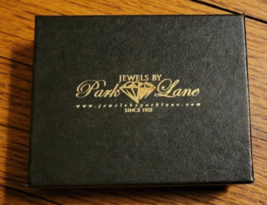 JEWELS BY
Park Lane
www.jewelsbyparklane.com
SINCE 1955